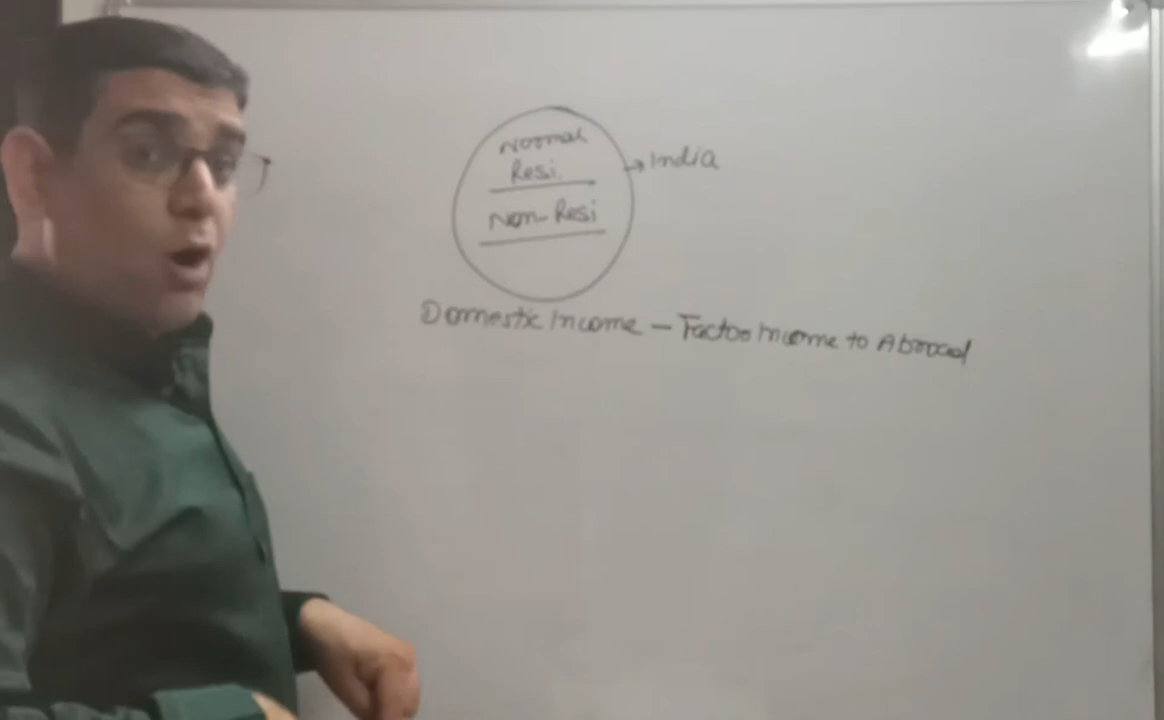 Normal
Resi.
Non-Resi
→ India
Domestic Income - Factor Income to Abroad